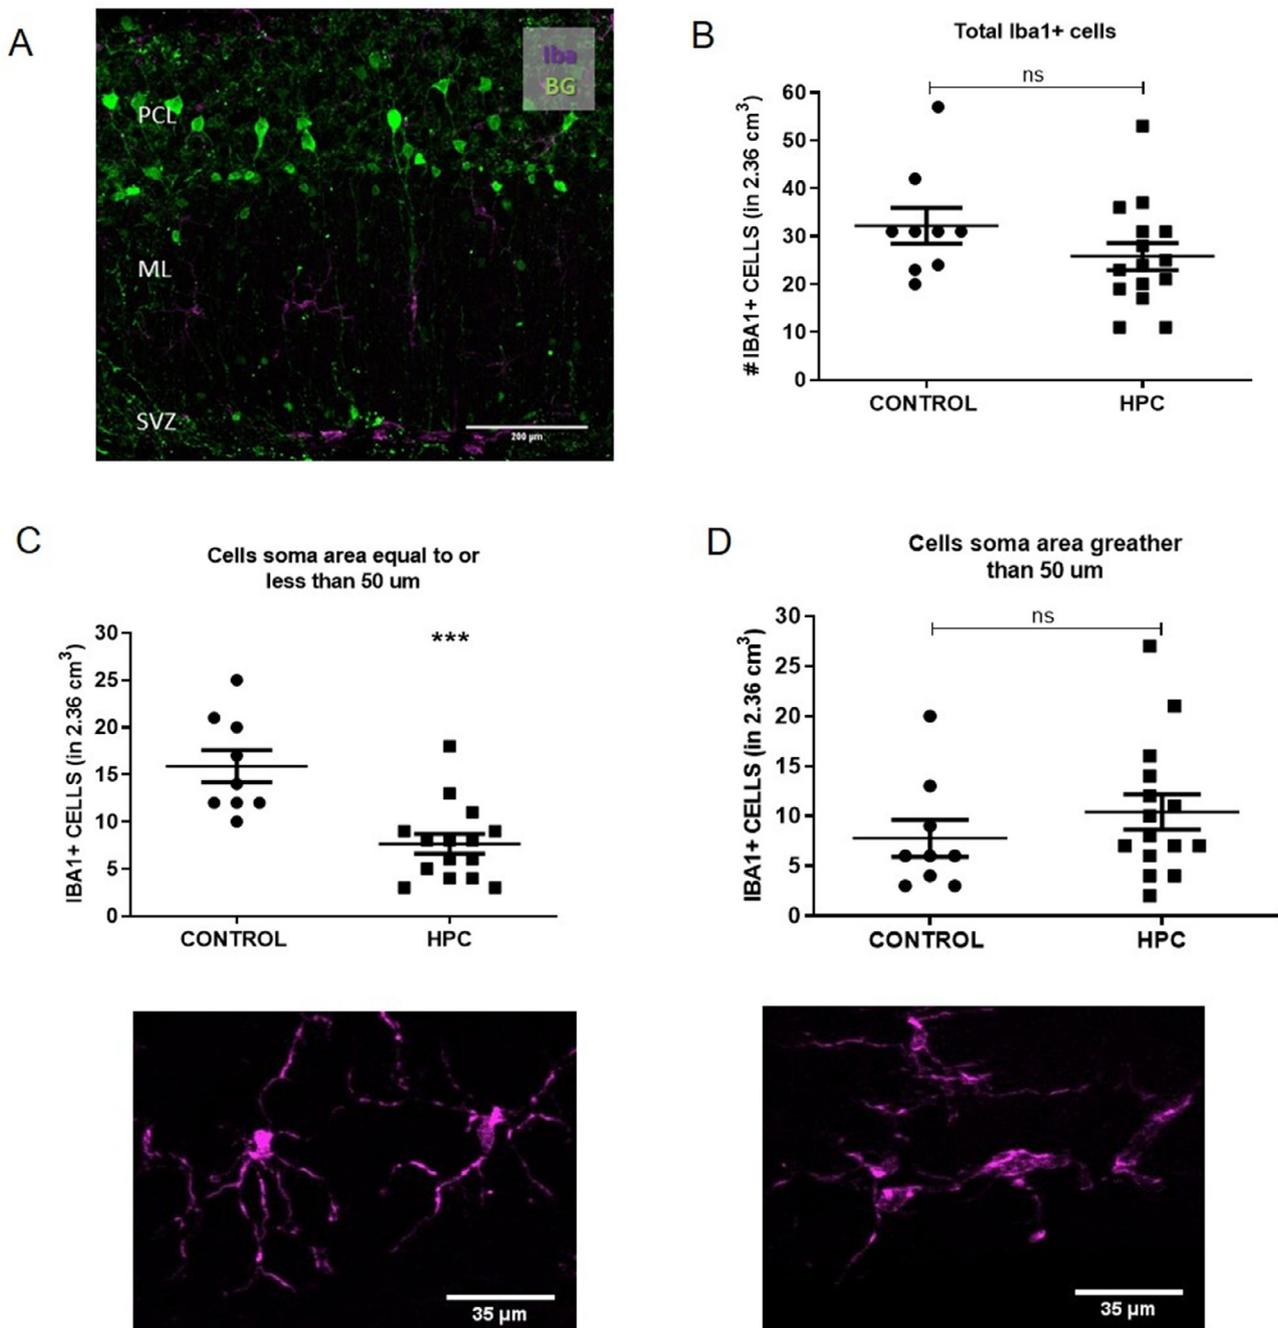 A
Iba
BG
PCL
ML
SVZ
200 µm
B
Total Iba1+ cells
ns
# IBA1+ CELLS (in 2.36 cm³)
60
50
40
30
20
10
0
CONTROL HPC
C
Cells soma area equal to or
less than 50 um
***
IBA1+ CELLS (in 2.36 cm³)
30
25
20
15
10
5
0
CONTROL HPC
35 µm
D
Cells soma area greather
than 50 um
ns
IBA1+ CELLS (in 2.36 cm³)
30
25
20
15
10
5
0
CONTROL HPC
35 µm